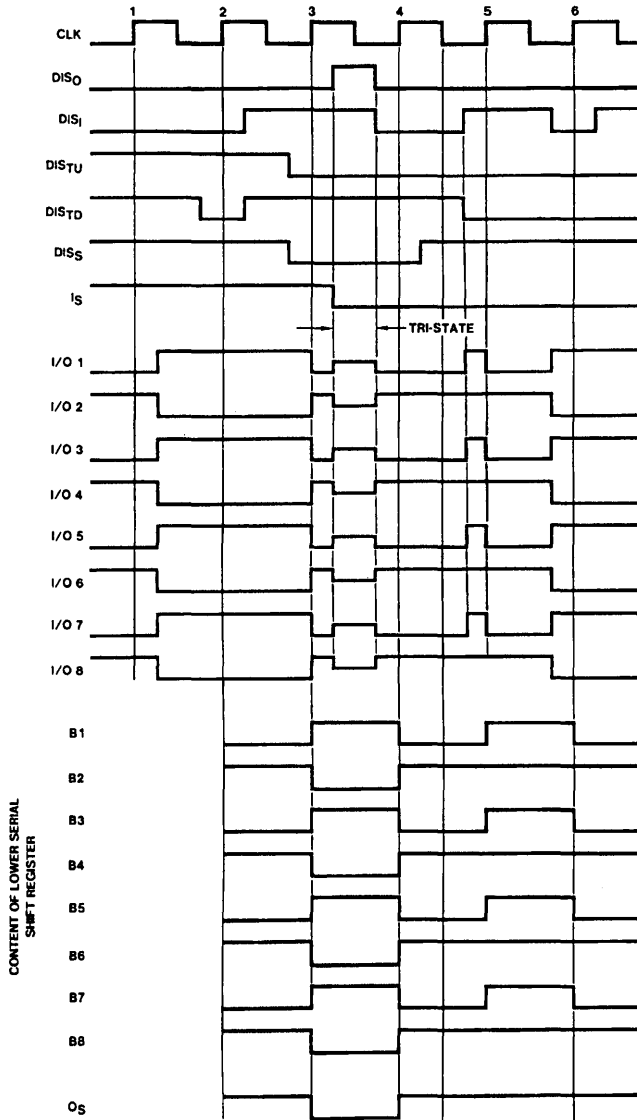 1 2 3 4 5 6
CLK
DISO
DISI
DISTU
DISTD
DISS
IS
TRI-STATE
I/O 1
I/O 2
I/O 3
I/O 4
I/O 5
I/O 6
I/O 7
I/O 8
B1
B2
B3
B4
B5
B6
B7
B8
OS
CONTENT OF LOWER SERIAL
SHIFT REGISTER